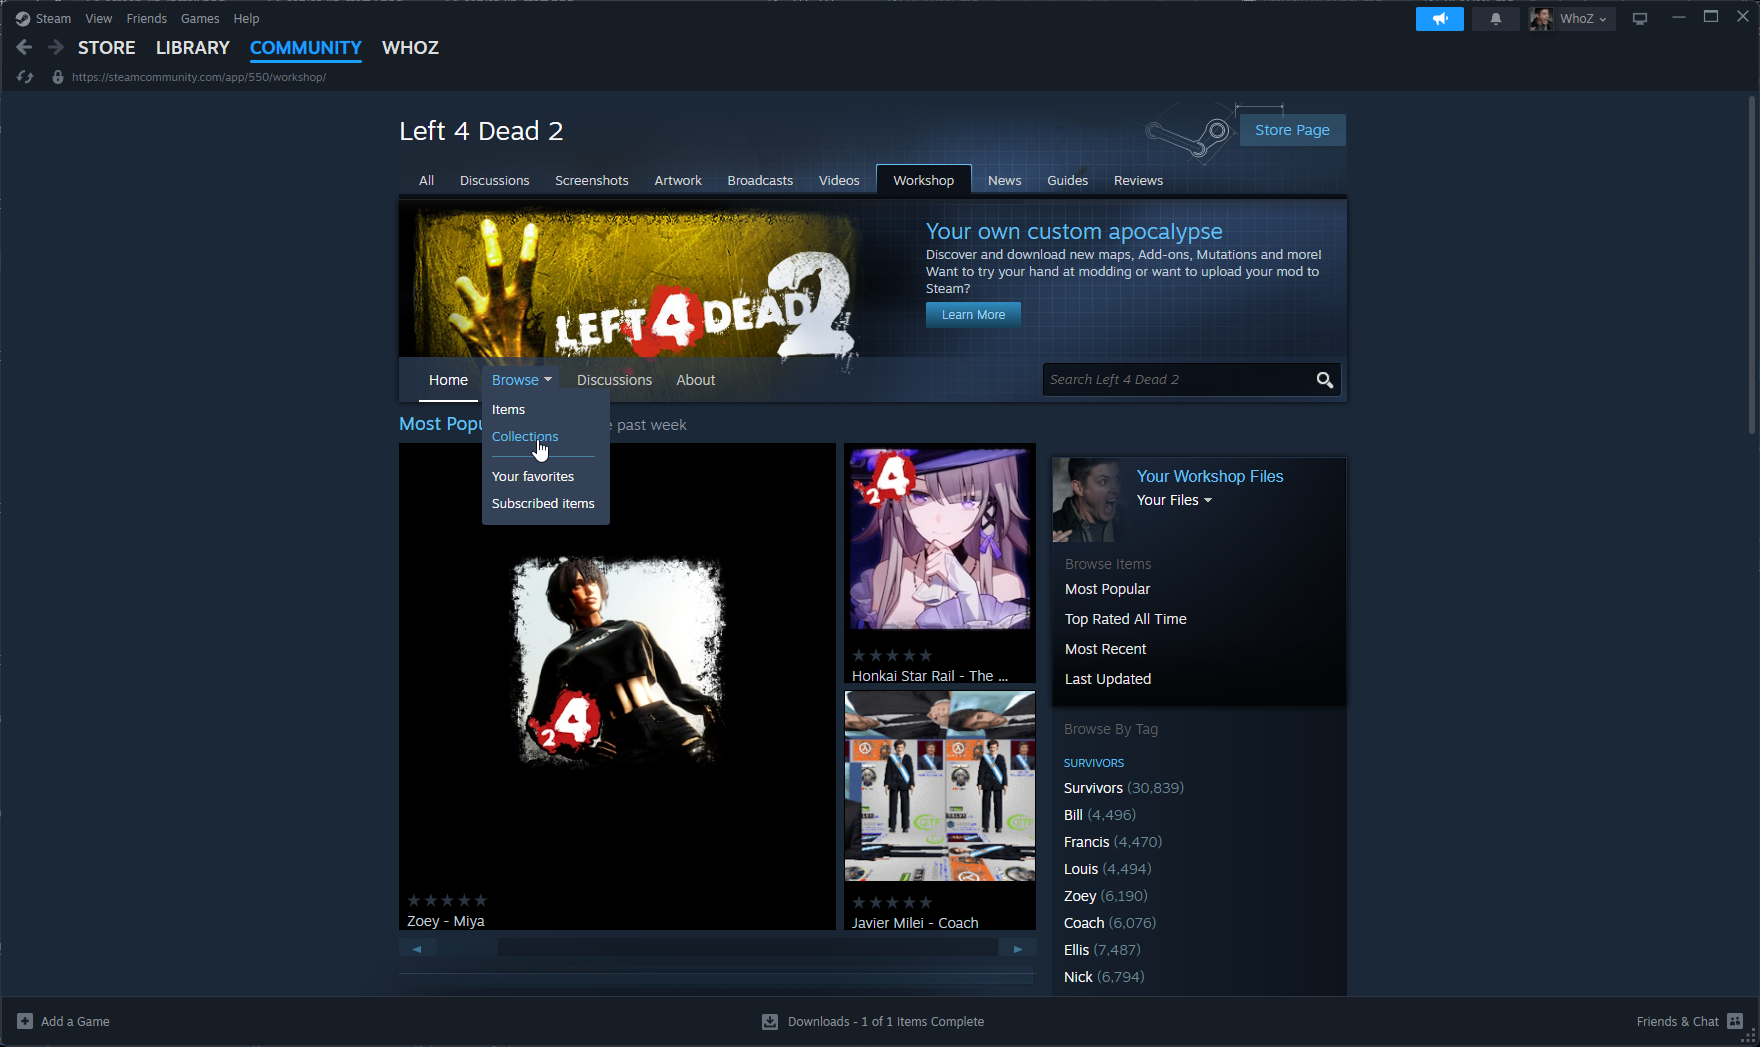 Steam View Friends Games Help
WhoZ
STORE LIBRARY COMMUNITY WHOZ
https://steamcommunity.com/app/550/workshop/
Left 4 Dead 2
Store Page
All Discussions Screenshots Artwork Broadcasts Videos Workshop News Guides Reviews
LEFT 4 DEAD 2
Your own custom apocalypse
Discover and download new maps, Add-ons, Mutations and more!
Want to try your hand at modding or want to upload your mod to
Steam?
Learn More
Home Browse Discussions About
Search Left 4 Dead 2
Items
Collections
Your favorites
Subscribed items
Most Popu
e past week
4
2
Zoey - Miya
4
2
Honkai Star Rail - The ...
Javier Milei - Coach
Your Workshop Files
Your Files
Browse Items
Most Popular
Top Rated All Time
Most Recent
Last Updated
Browse By Tag
SURVIVORS
Survivors (30,839)
Bill (4,496)
Francis (4,470)
Louis (4,494)
Zoey (6,190)
Coach (6,076)
Ellis (7,487)
Nick (6,794)
Add a Game
Downloads - 1 of 1 Items Complete
Friends & Chat